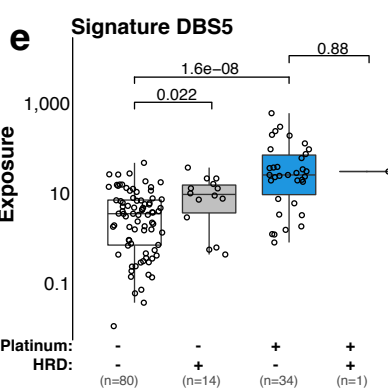 e
Signature DBS5
0.88
1.6e−08
0.022
Exposure
1,000
10
0.1
Platinum: - - + +
HRD: - + - +
(n=80) (n=14) (n=34) (n=1)